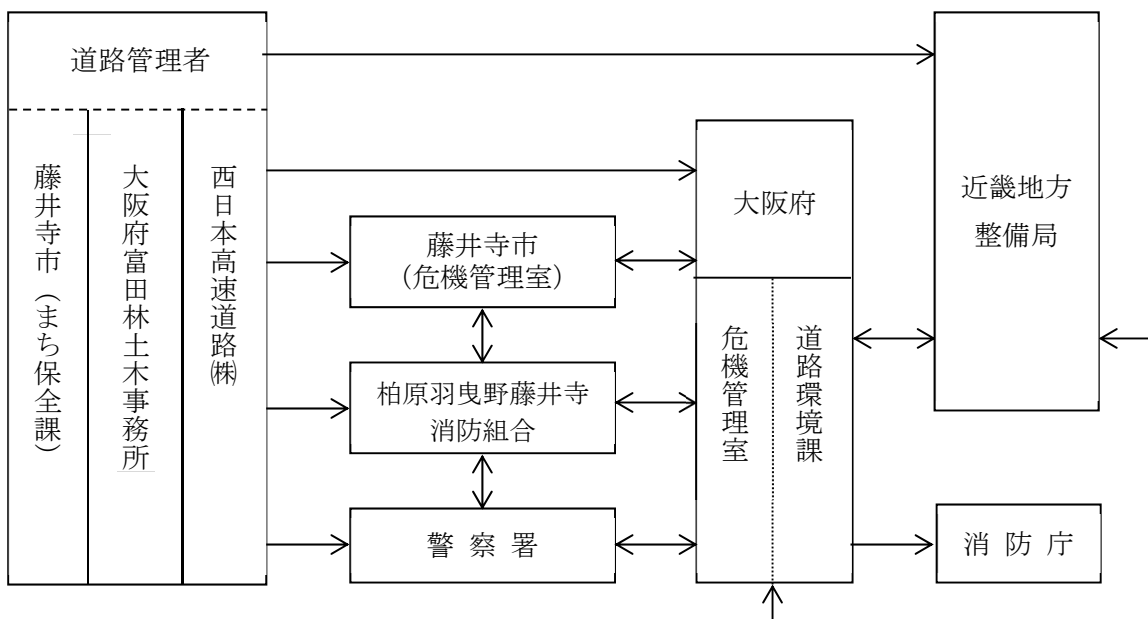 道路管理者
藤井寺市（まち保全課）
大阪府富田林土木事務所
西日本高速道路㈱
藤井寺市
（危機管理室）
柏原羽曳野藤井寺
消防組合
警察署
大阪府
危機管理室
道路環境課
近畿地方
整備局
消防庁